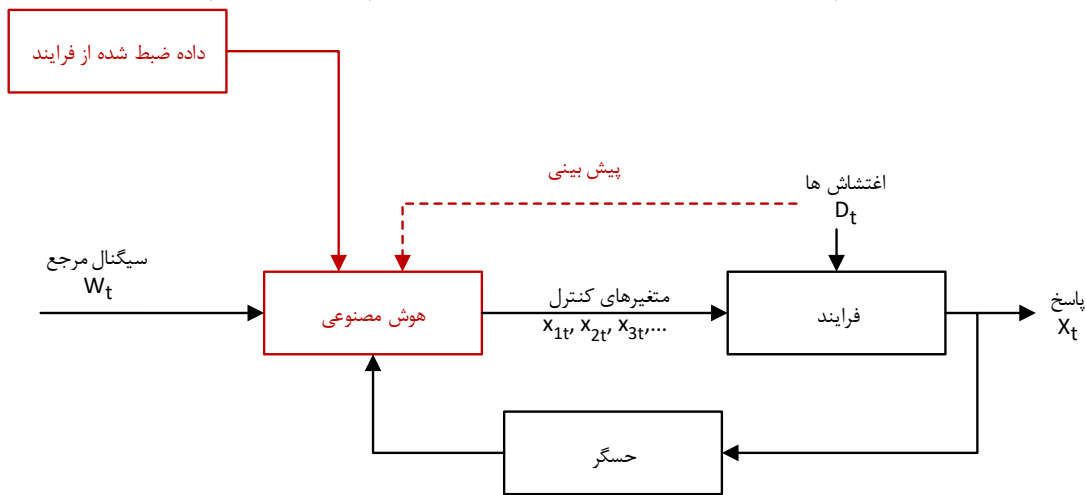 داده ضبط شده از فرایند
پیش بینی
اغتشاش ها
Dt
سیگنال مرجع
Wt
هوش مصنوعی
متغیرهای کنترل
x1t, x2t, x3t,...
فرایند
پاسخ
Xt
حسگر